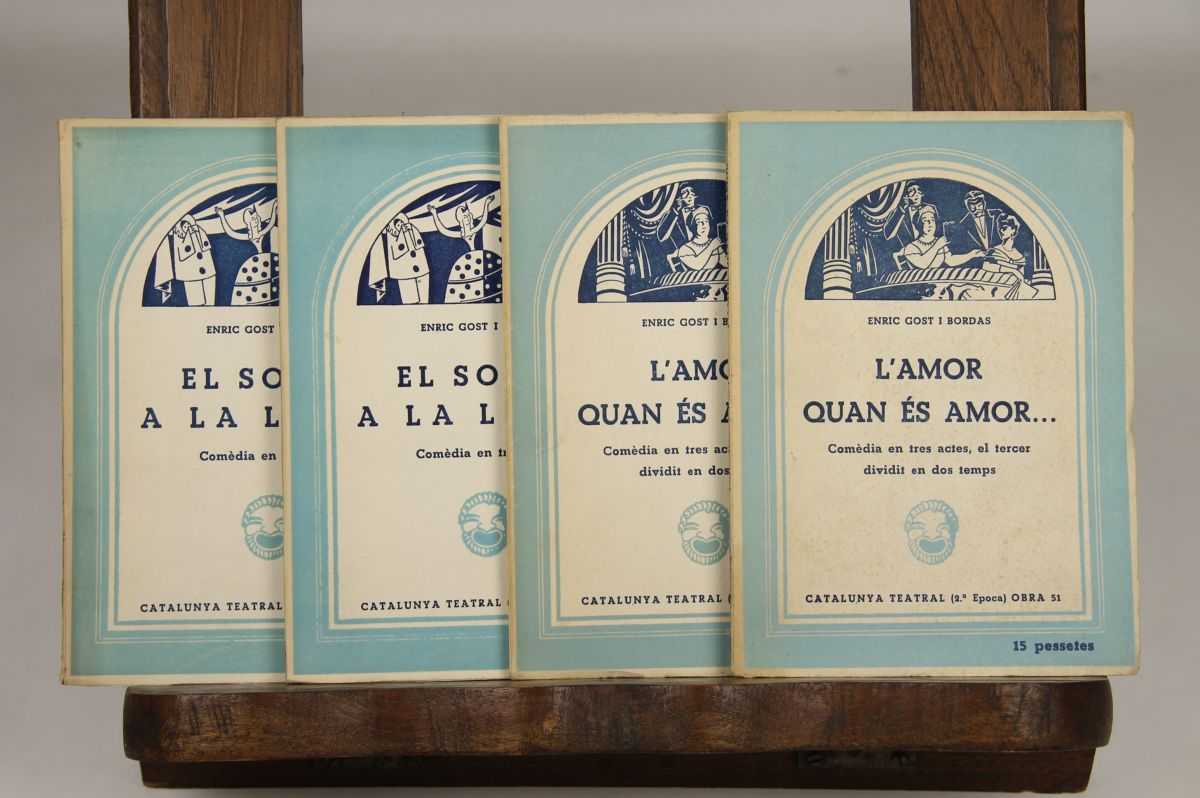 ENRIC GOST
EL SO
A LA L
Comèdia en
CATALUNYA TEATRAL
ENRIC GOST I
EL SO
A LA L
Comèdia en
CATALUNYA TEATRAL (
ENRIC GOST I B
L'AMO
QUAN ÉS A
Comèdia en tres ac
dividit en dos
CATALUNYA TEATRAL (
ENRIC GOST I BORDAS
L'AMOR
QUAN ÉS AMOR...
Comèdia en tres actes, el tercer
dividit en dos temps
CATALUNYA TEATRAL (2.ª Epoca) OBRA 51
15 pessetes